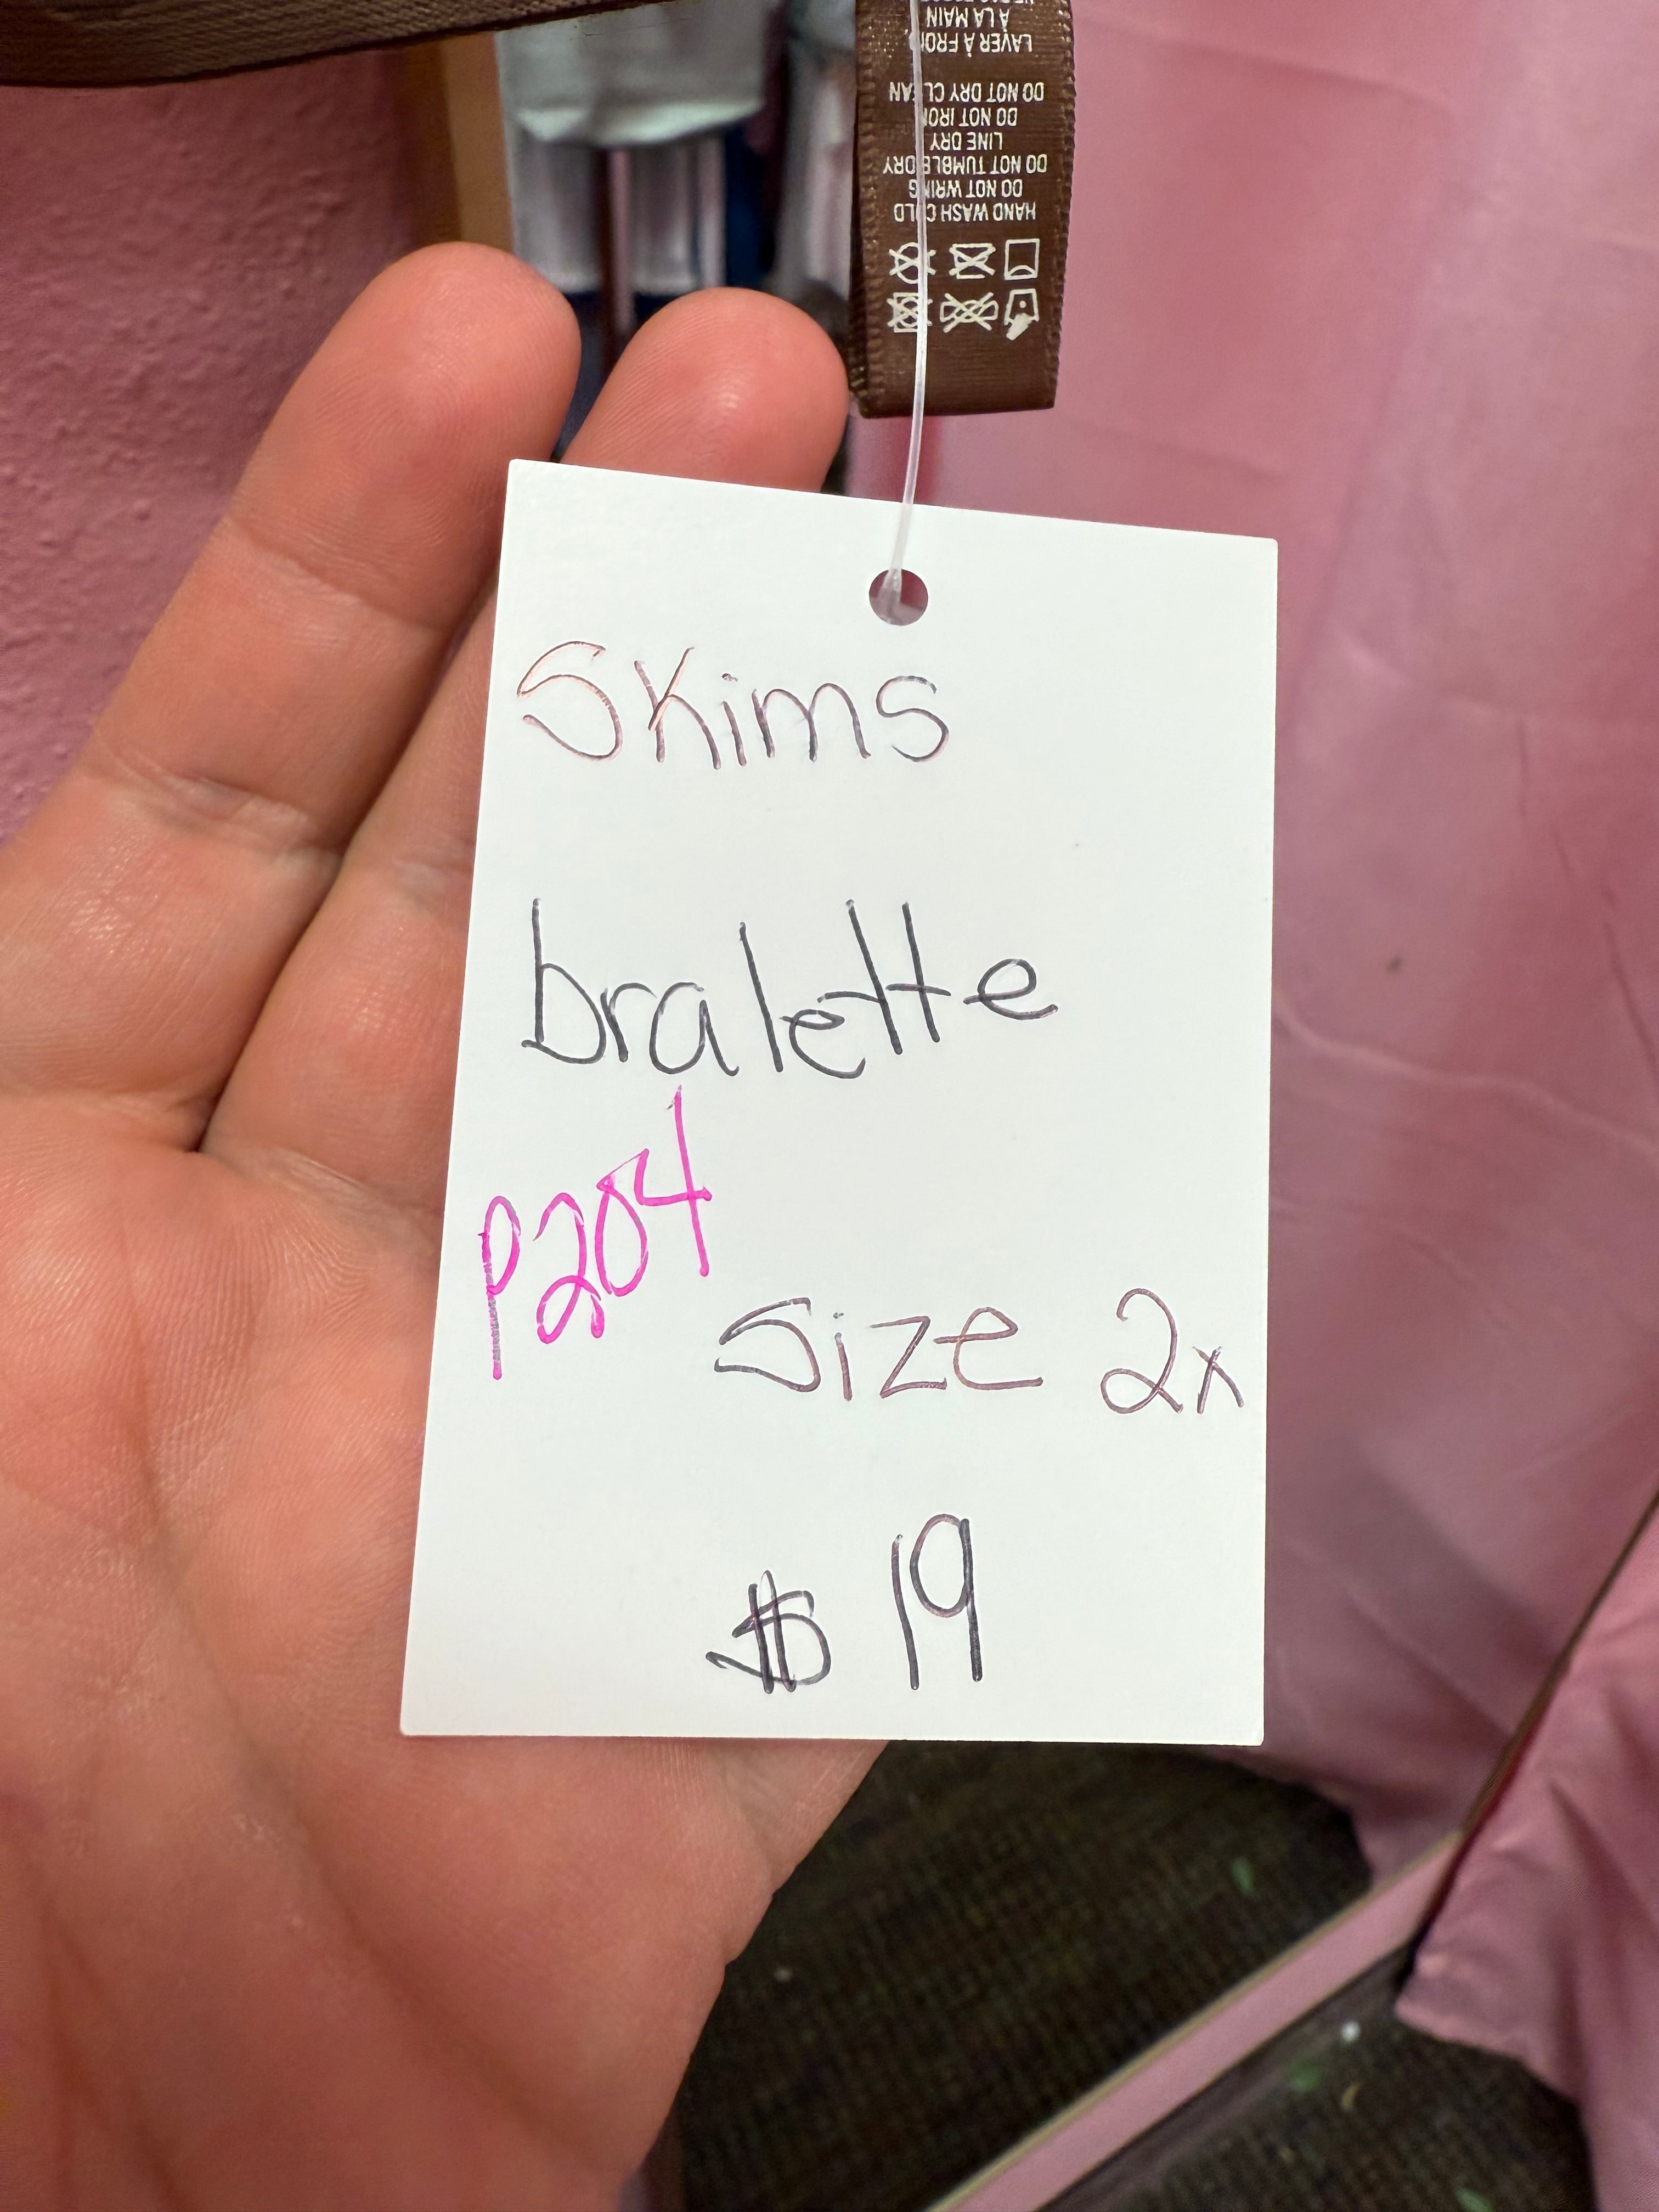 À LA MAIN
LAVER À FROID,
DO NOT DRY CLEAN
DO NOT IRON
LINE DRY
DO NOT TUMBLE DRY
DO NOT WRING
HAND WASH COLD
Skims
bralette
P204
Size 2x
$19